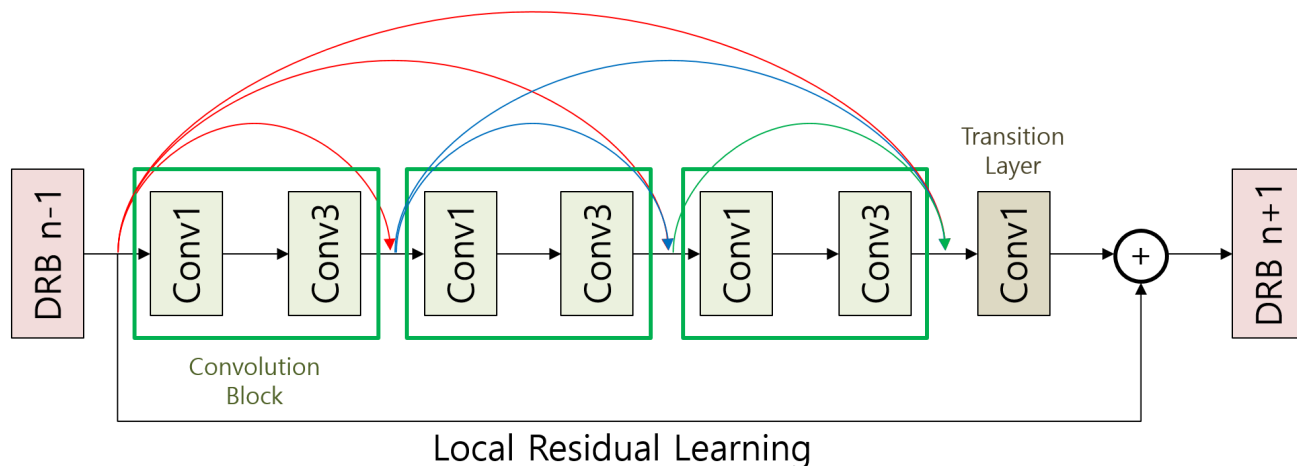 DRB n-1
Conv1
Conv3
Conv1
Conv3
Conv1
Conv3
Transition
Layer
Conv1
+
DRB n+1
Convolution
Block
Local Residual Learning